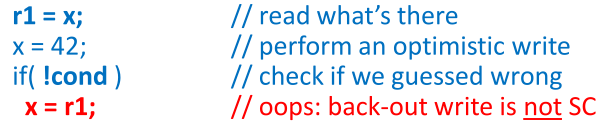 r1 = x; // read what’s there
x = 42; // perform an optimistic write
if( !cond ) // check if we guessed wrong
x = r1; // oops: back-out write is not SC